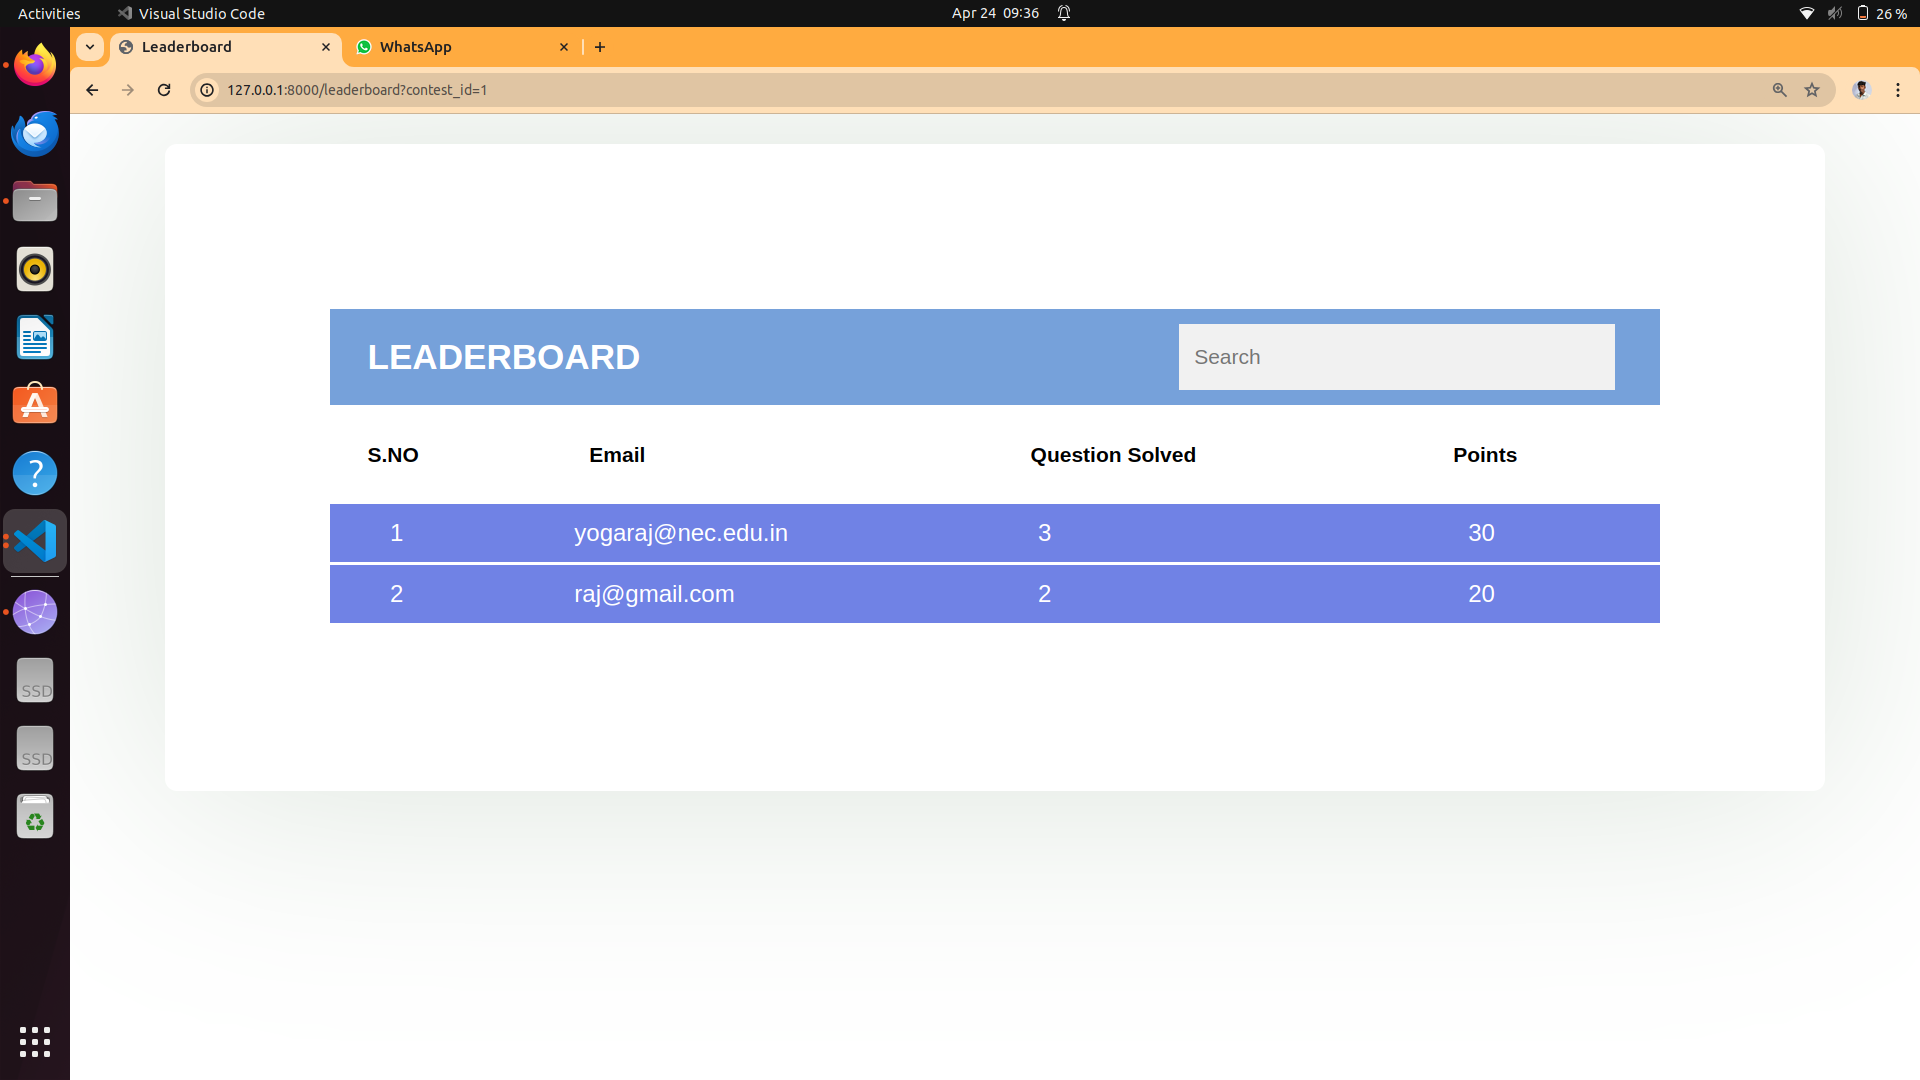 Activities
Visual Studio Code
Apr 24 09:36
26 %
Leaderboard
WhatsApp
127.0.0.1:8000/leaderboard?contest_id=1
LEADERBOARD
Search
S.NO Email Question Solved Points
1 yogaraj@nec.edu.in 3 30
2 raj@gmail.com 2 20
SSD
SSD